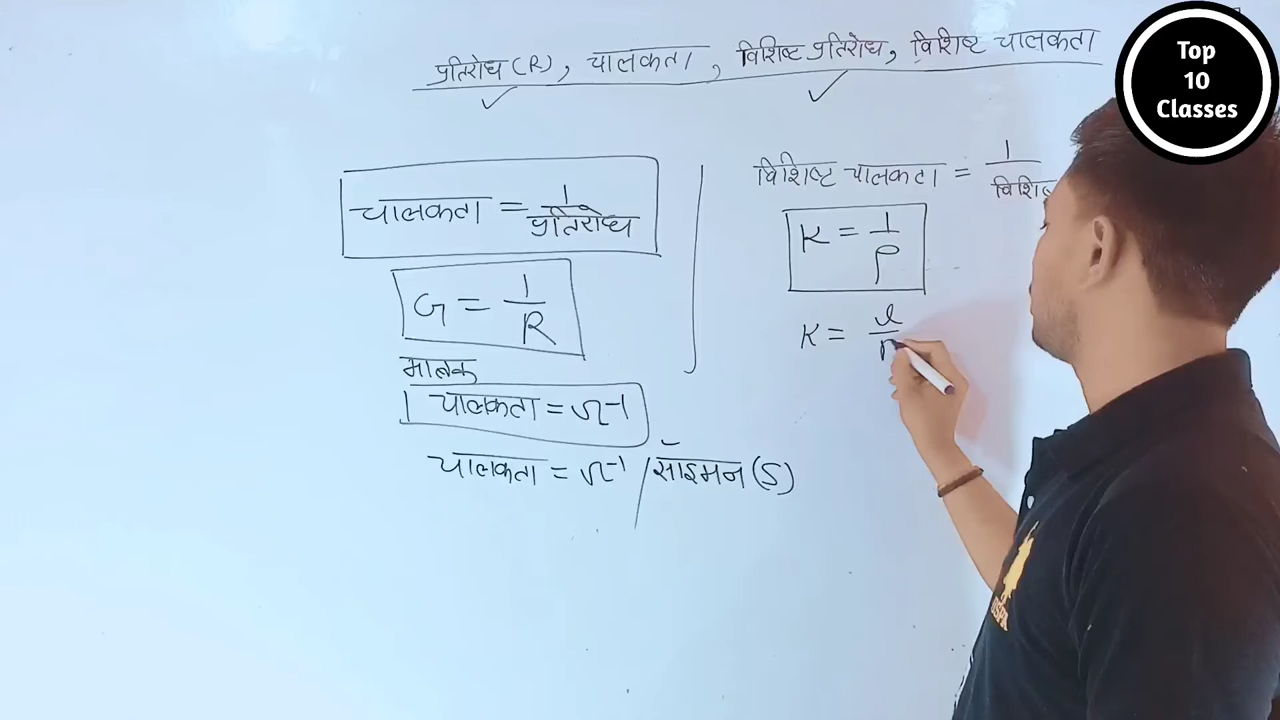 Top
10
Classes
प्रतिरोध (R), चालकता, विशिष्ट प्रतिरोध, विशिष्ट चालकता
चालकता = 1/प्रतिरोध
G = 1/R
मात्रक
चालकता = Ω⁻¹
चालकता = Ω⁻¹ / साइमन (S)
विशिष्ट चालकता = 1/
K = 1/ρ
K = l/